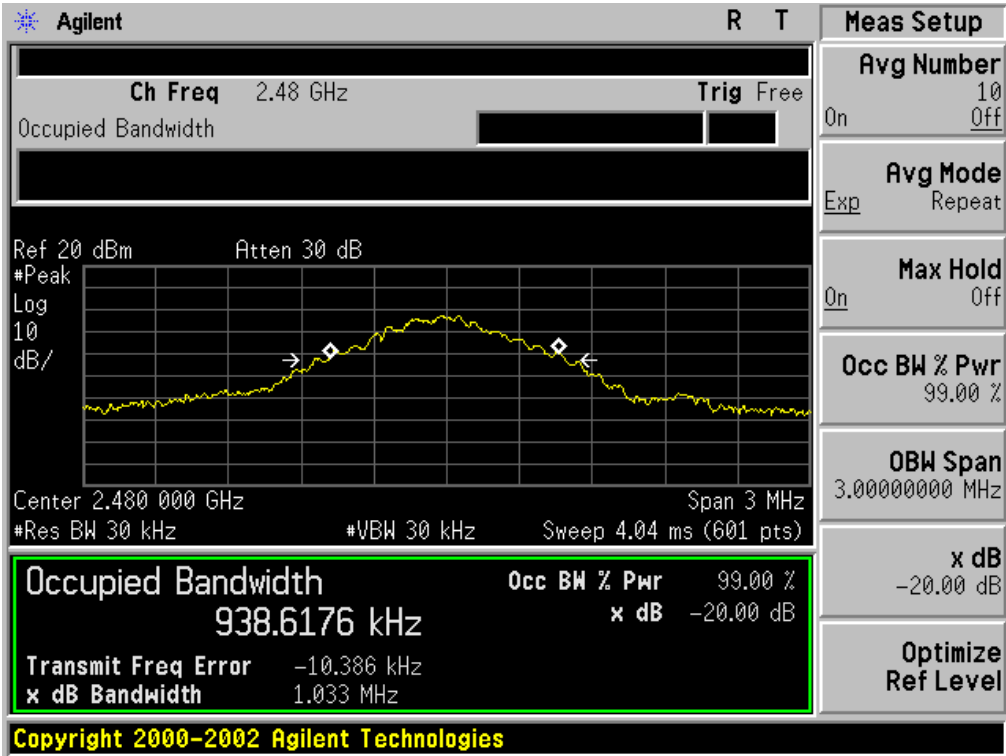 Agilent R T
Ch Freq 2.48 GHz Trig Free
Occupied Bandwidth
Ref 20 dBm Atten 30 dB
#Peak
Log
10
dB/
Center 2.480 000 GHz Span 3 MHz
#Res BW 30 kHz #VBW 30 kHz Sweep 4.04 ms (601 pts)
Occupied Bandwidth Occ BW % Pwr 99.00 %
938.6176 kHz x dB -20.00 dB
Transmit Freq Error -10.386 kHz
x dB Bandwidth 1.033 MHz
Copyright 2000-2002 Agilent Technologies
Meas Setup
Avg Number
10
On Off
Avg Mode
Exp Repeat
Max Hold
On Off
Occ BW % Pwr
99.00 %
OBW Span
3.00000000 MHz
x dB
-20.00 dB
Optimize
Ref Level